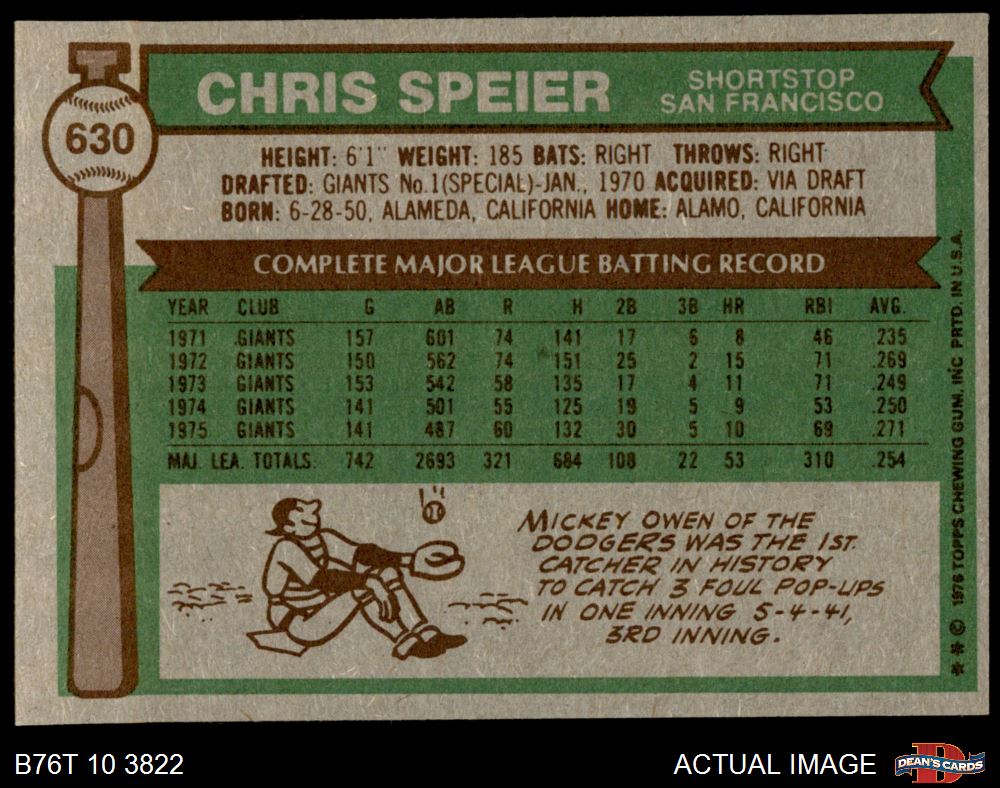 CHRIS SPEIER
SHORTSTOP
SAN FRANCISCO
630
HEIGHT: 6'1" WEIGHT: 185 BATS: RIGHT THROWS: RIGHT
DRAFTED: GIANTS No.1(SPECIAL)-JAN., 1970 ACQUIRED: VIA DRAFT
BORN: 6-28-50, ALAMEDA, CALIFORNIA HOME: ALAMO, CALIFORNIA
COMPLETE MAJOR LEAGUE BATTING RECORD
YEAR CLUB G AB R H 2B 3B HR RBI AVG.
1971 GIANTS 157 601 74 141 17 6 8 46 .235
1972 GIANTS 150 562 74 151 25 2 15 71 .269
1973 GIANTS 153 542 58 135 17 4 11 71 .249
1974 GIANTS 141 501 55 125 19 5 9 53 .250
1975 GIANTS 141 487 60 132 30 5 10 69 .271
MAJ. LEA. TOTALS: 742 2693 321 684 108 22 53 310 .254
MICKEY OWEN OF THE
DODGERS WAS THE 1ST.
CATCHER IN HISTORY
TO CATCH 3 FOUL POP-UPS
IN ONE INNING 5-4-41,
3RD INNING.
* * © 1976 TOPPS CHEWING GUM, INC. PRTD. IN U.S.A.
B76T 10 3822
ACTUAL IMAGE
DEAN'S CARDS